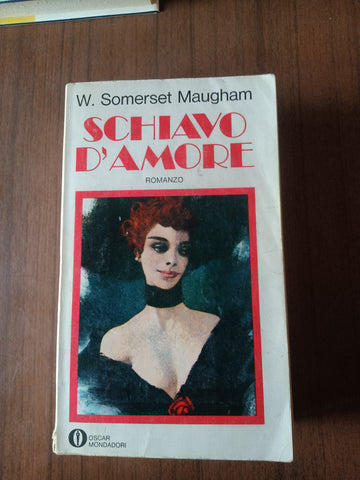 W. Somerset Maugham
SCHIAVO
D'AMORE
ROMANZO
OSCAR
MONDADORI